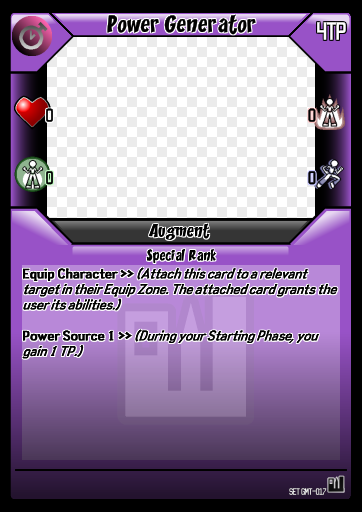 Power Generator
4TP
0
0
0
0
Augment
Special Rank
Equip Character >> (Attach this card to a relevant
target in their Equip Zone. The attached card grants the
user its abilities.)
Power Source 1 >> (During your Starting Phase, you
gain 1 TP.)
SET GMT-017